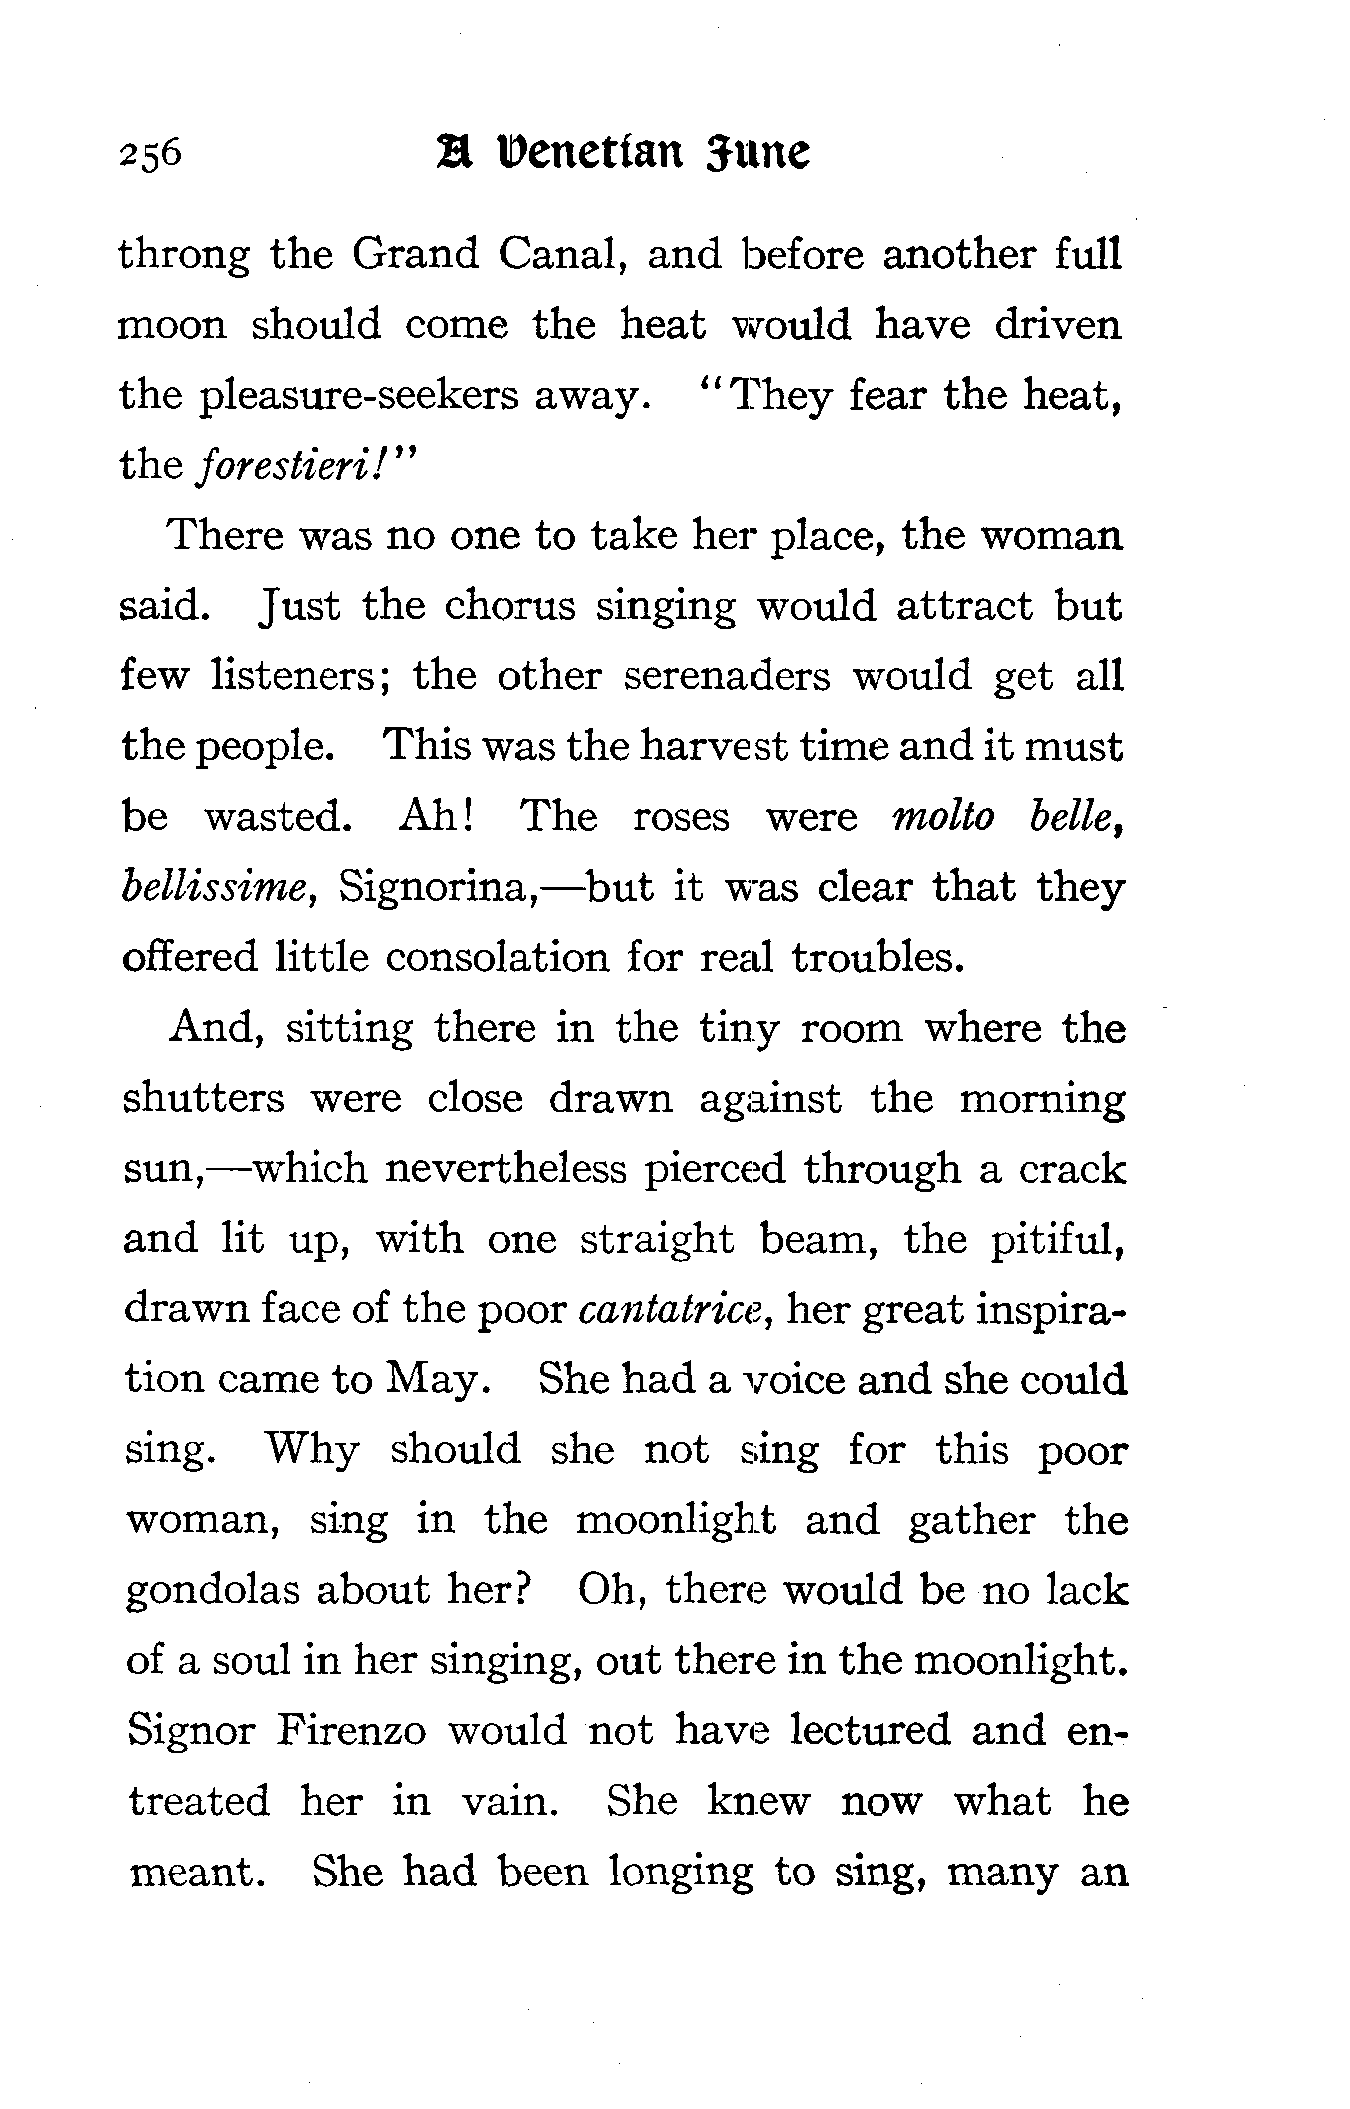 256 A Venetian June
throng the Grand Canal, and before another full
moon should come the heat would have driven
the pleasure-seekers away. "They fear the heat,
the forestieri!"
There was no one to take her place, the woman
said. Just the chorus singing would attract but
few listeners; the other serenaders would get all
the people. This was the harvest time and it must
be wasted. Ah! The roses were molto belle,
bellissime, Signorina,—but it was clear that they
offered little consolation for real troubles.
And, sitting there in the tiny room where the
shutters were close drawn against the morning
sun,—which nevertheless pierced through a crack
and lit up, with one straight beam, the pitiful,
drawn face of the poor cantatrice, her great inspira-
tion came to May. She had a voice and she could
sing. Why should she not sing for this poor
woman, sing in the moonlight and gather the
gondolas about her? Oh, there would be no lack
of a soul in her singing, out there in the moonlight.
Signor Firenzo would not have lectured and en-
treated her in vain. She knew now what he
meant. She had been longing to sing, many an